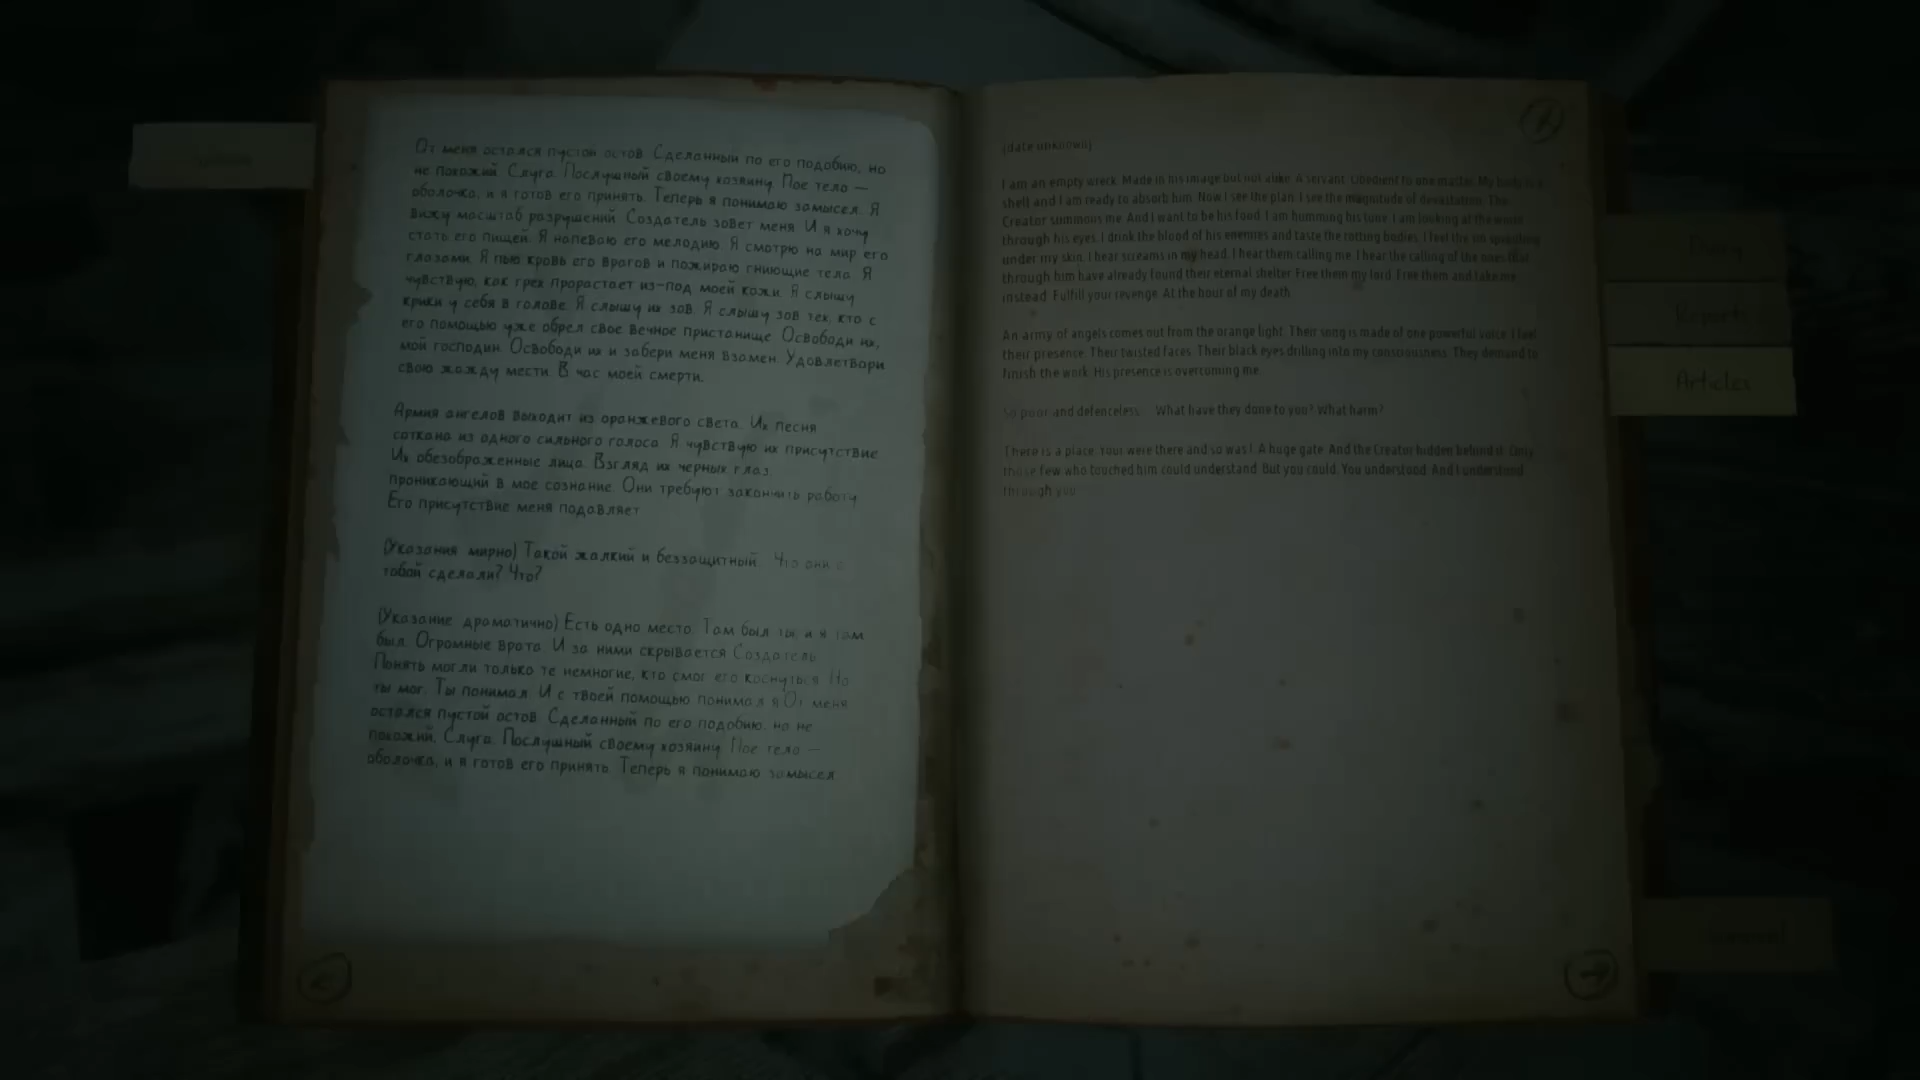 От меня остался пустой остов. Сделанный по его подобию, но
не похожий. Слуга. Послушный своему хозяину. Мое тело —
оболочка, и я готов его принять. Теперь я понимаю замысел. Я
вижу масштаб разрушений. Создатель зовет меня. И я хочу
стать его пищей. Я напеваю его мелодию. Я смотрю на мир его
глазами. Я пью кровь его врагов и пожираю гниющие тела. Я
чувствую, как грех прорастает из-под моей кожи. Я слышу
крики у себя в голове. Я слышу их зов. Я слышу зов тех, кто с
его помощью уже обрел свое вечное пристанище. Освободи их,
мой господин. Освободи их и забери меня взамен. Удовлетвари
свою жажду мести. В час моей смерти.
Армия ангелов выходит из оранжевого света. Их песня
соткана из одного сильного голоса. Я чувствую их присутствие.
Их обезображенные лица. Взгляд их черных глаз,
проникающий в мое сознание. Они требуют закончить работу.
Его присутствие меня подавляет.
(Указания мирно) Такой жалкий и беззащитный. Что они с
тобой сделали? Что?
(Указание драматично) Есть одно место. Там был ты, и я там
был. Огромные врата. И за ними скрывается Создатель.
Понять могли только те немногие, кто смог его коснуться. Но
ты мог. Ты понимал. И с твоей помощью понимал я.От меня
остался пустой остов. Сделанный по его подобию, но не
похожий. Слуга. Послушный своему хозяину. Мое тело —
оболочка, и я готов его принять. Теперь я понимаю замысел.
[date unknown]
I am an empty wreck. Made in his image but not alike. A servant. Obedient to one master. My body is a
shell and I am ready to absorb him. Now I see the plan. I see the magnitude of devastation. The
Creator summons me. And I want to be his food. I am humming his tune. I am looking at the world
through his eyes. I drink the blood of his enemies and taste the rotting bodies. I feel the sin sprouting
under my skin. I hear screams in my head. I hear them calling me. I hear the calling of the ones that
through him have already found their eternal shelter. Free them my lord. Free them and take me
instead. Fulfill your revenge. At the hour of my death.
An army of angels comes out from the orange light. Their song is made of one powerful voice. I feel
their presence. Their twisted faces. Their black eyes drilling into my consciousness. They demand to
finish the work. His presence is overcoming me.
So poor and defenceless... What have they done to you? What harm?
There is a place. Your were there and so was I. A huge gate. And the Creator hidden behind it. Only
those few who touched him could understand. But you could. You understood. And I understand
through you.
Diary
Reports
Articles